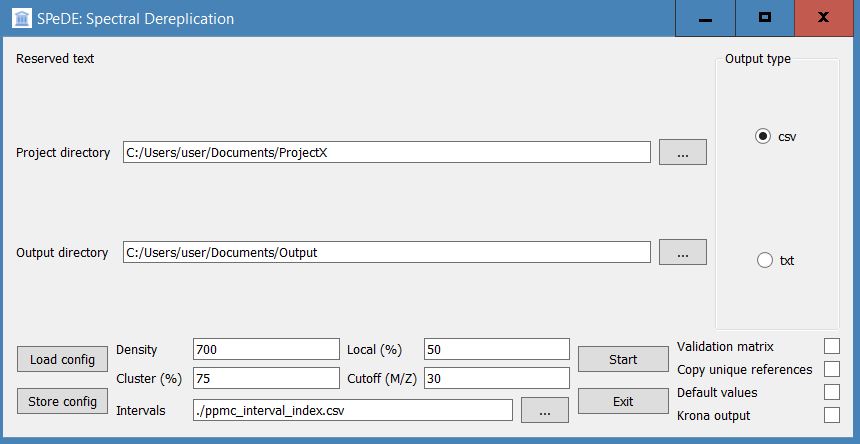 SPeDE: Spectral Dereplication
Reserved text
Output type
csv
Project directory C:/Users/user/Documents/ProjectX ...
Output directory C:/Users/user/Documents/Output ...
txt
Load config
Store config
Density 700 Local (%) 50
Cluster (%) 75 Cutoff (M/Z) 30
Intervals ./ppmc_interval_index.csv ...
Start
Exit
Validation matrix
Copy unique references
Default values
Krona output